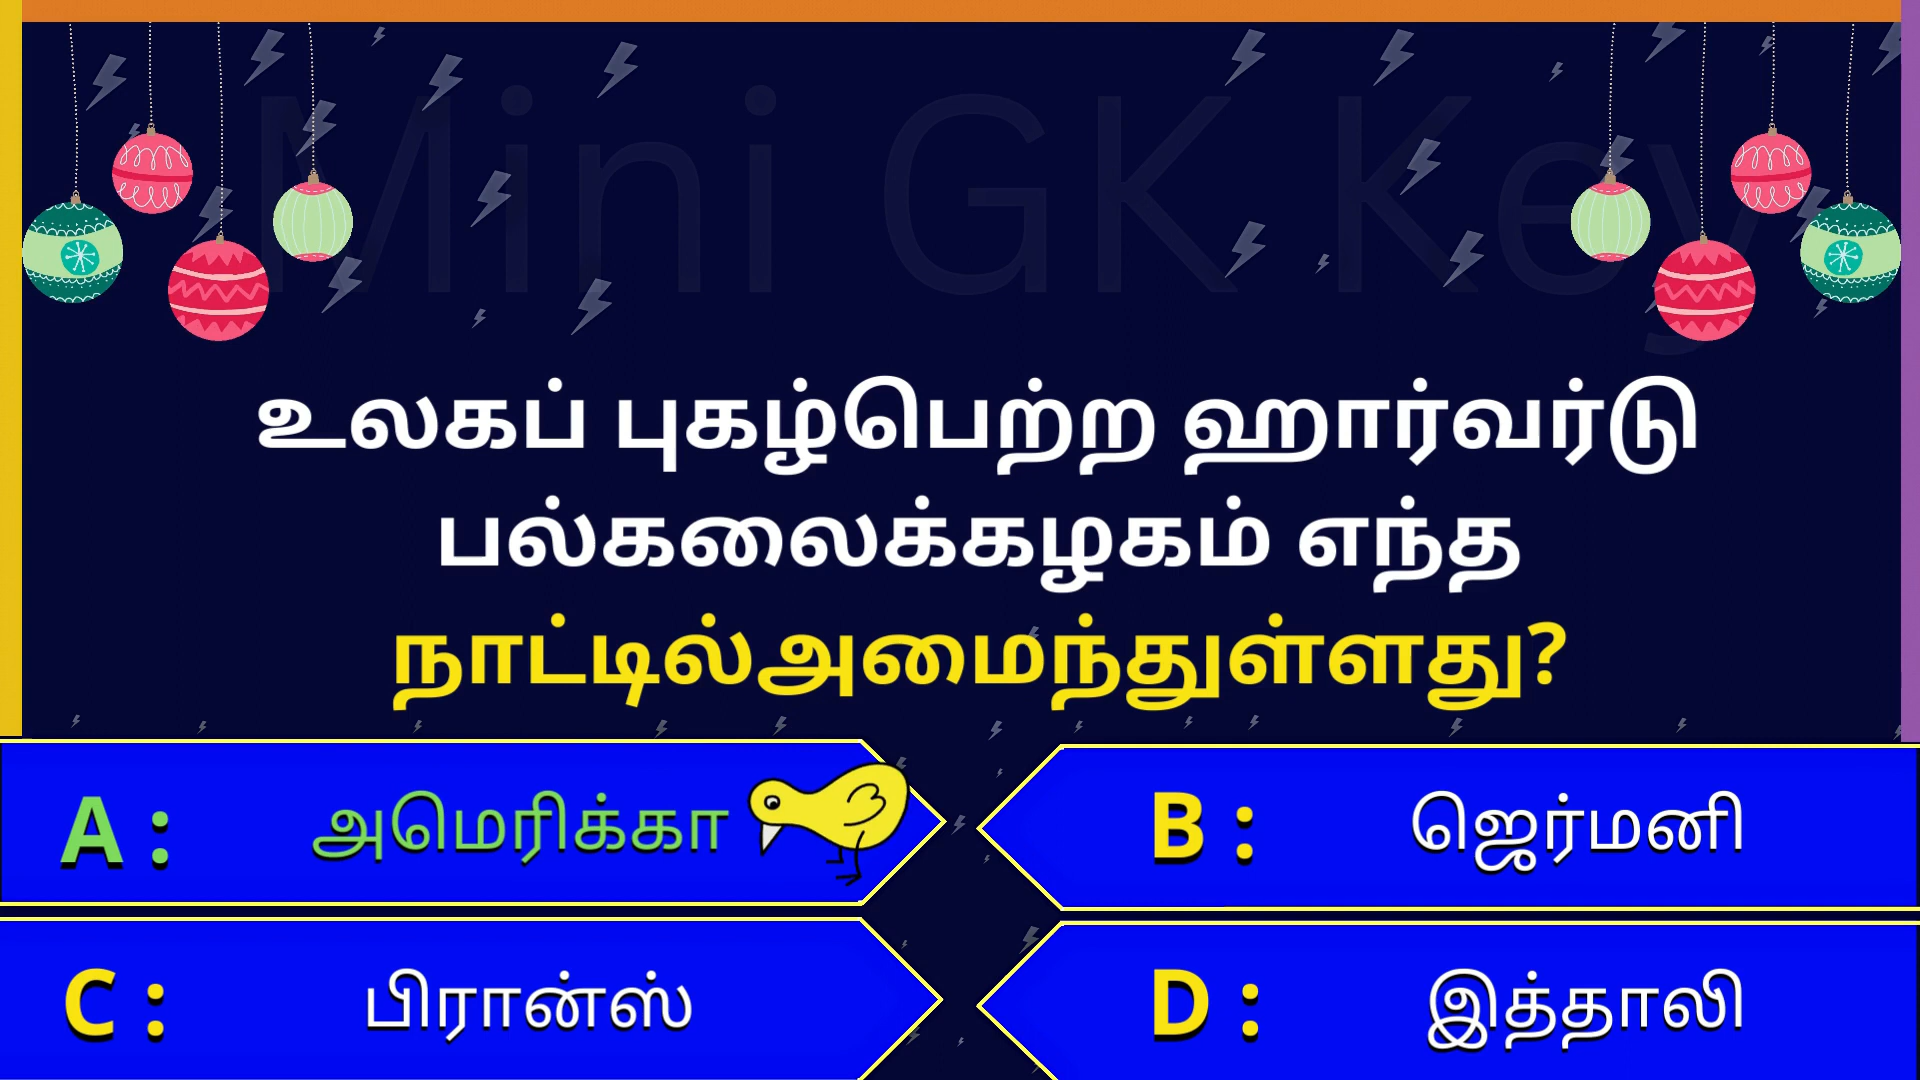 Mini GK Key
உலகப் புகழ்பெற்ற ஹார்வர்டு
பல்கலைக்கழகம் எந்த
நாட்டில்அமைந்துள்ளது?
A : அமெரிக்கா
B : ஜெர்மனி
C : பிரான்ஸ்
D : இத்தாலி